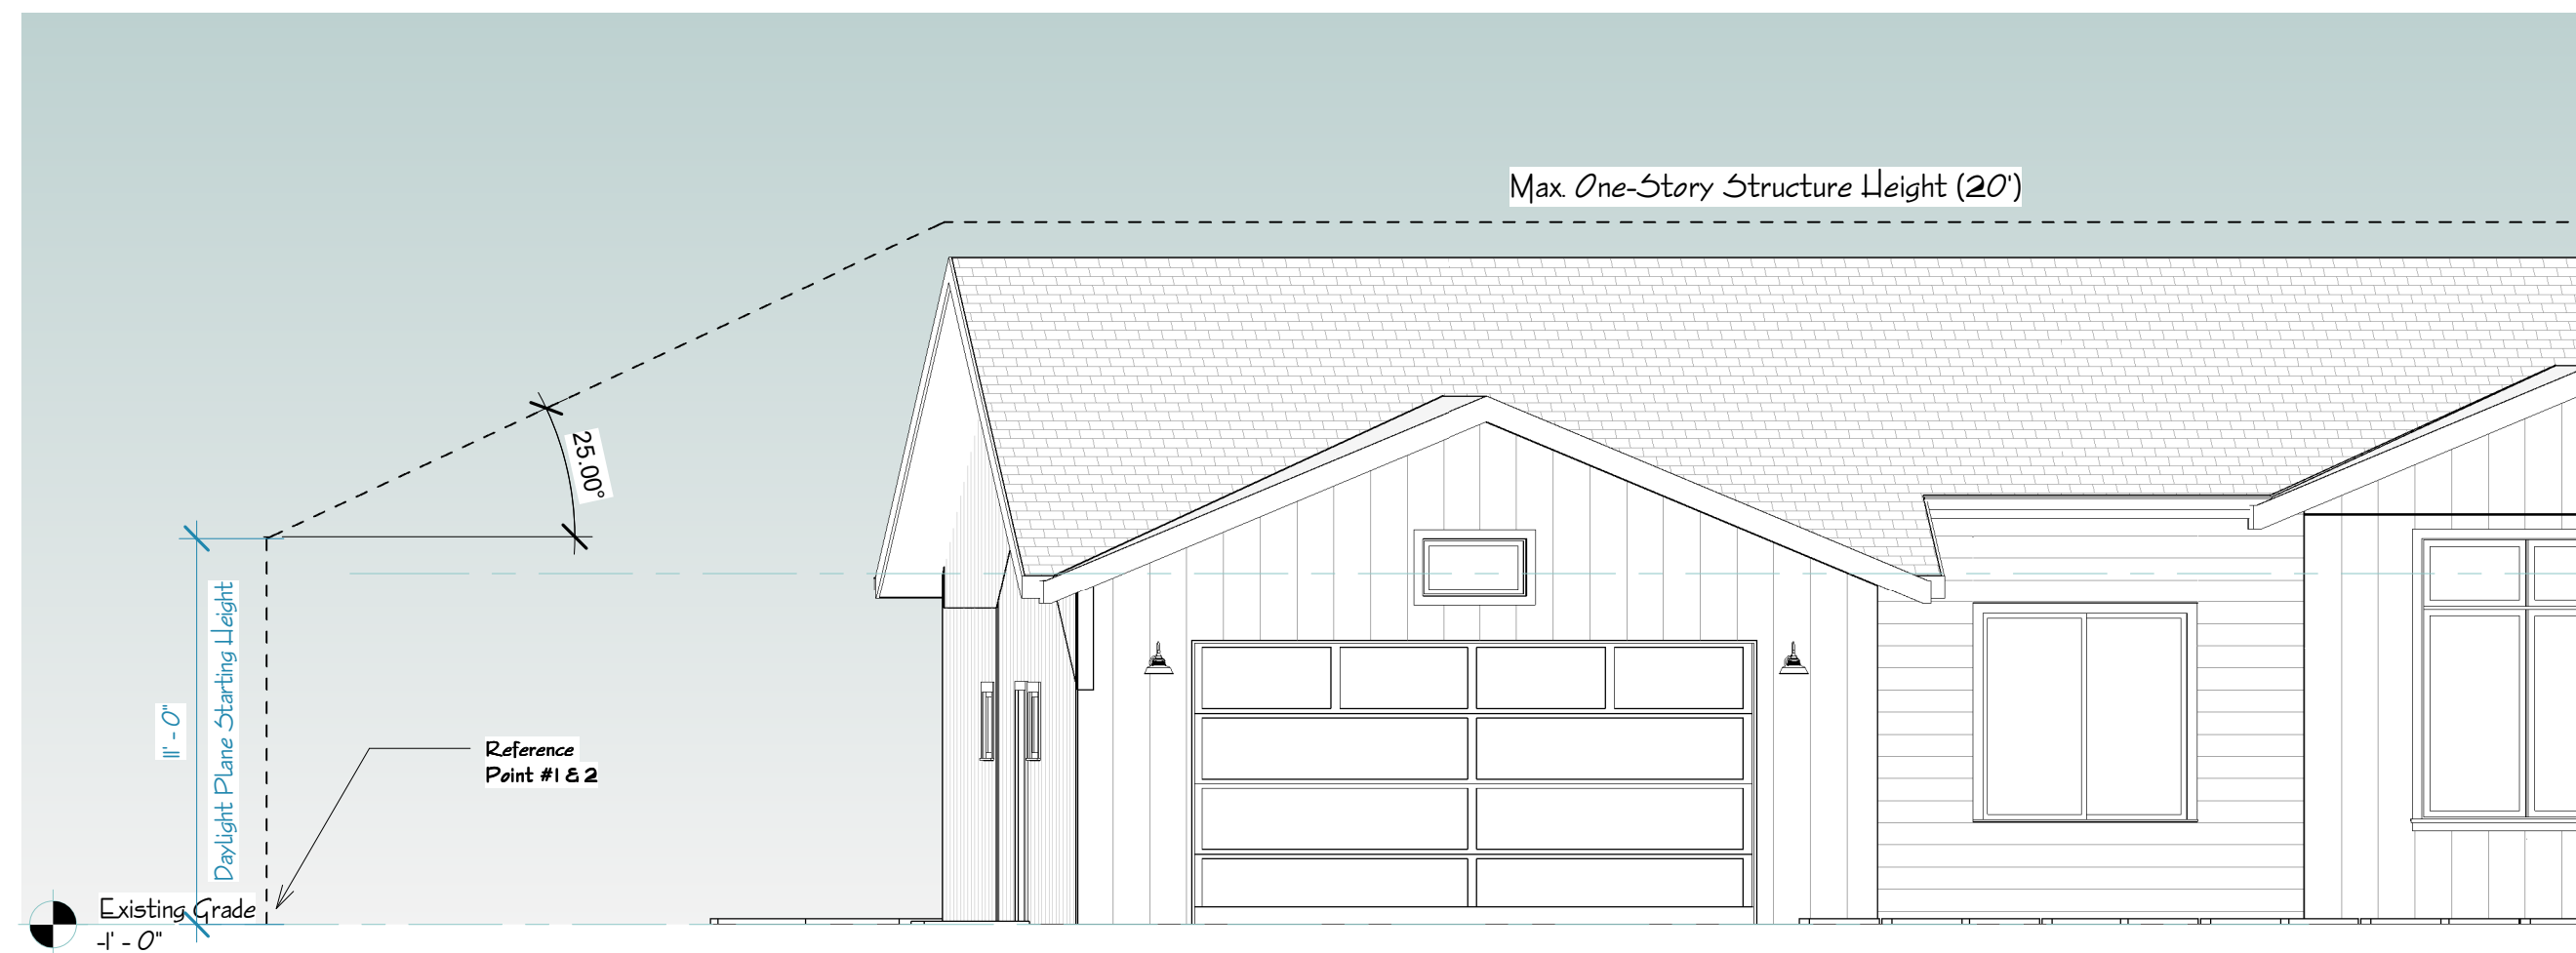 Max. One-Story Structure Height (20')
25.00°
11' - 0"
Daylight Plane Starting Height
Reference
Point #1 & 2
Existing Grade
-1' - 0"